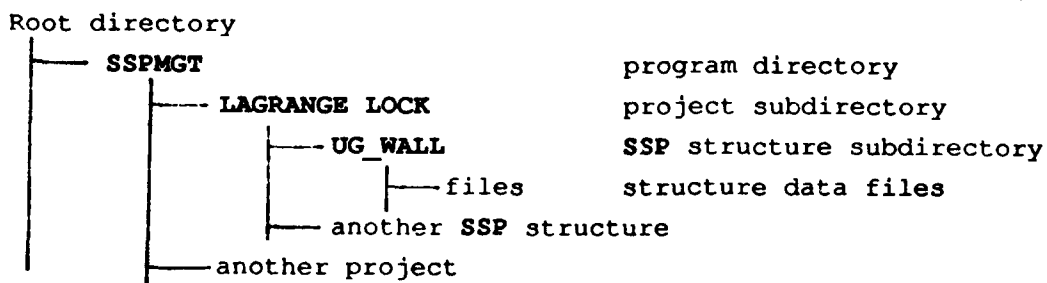 Root directory
SSPMGT program directory
LAGRANGE LOCK project subdirectory
UG_WALL SSP structure subdirectory
files structure data files
another SSP structure
another project